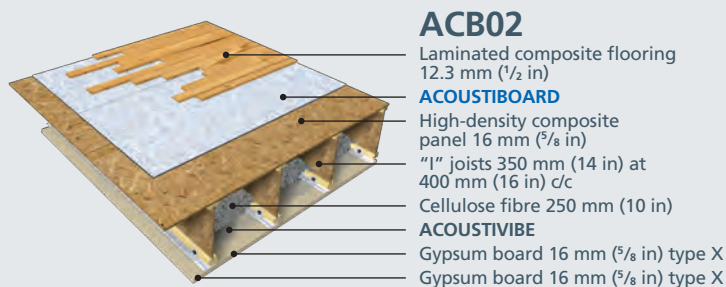 ACB02
Laminated composite flooring
12.3 mm (¹/₂ in)
ACOUSTIBOARD
High-density composite
panel 16 mm (⁵/₈ in)
“I” joists 350 mm (14 in) at
400 mm (16 in) c/c
Cellulose fibre 250 mm (10 in)
ACOUSTIVIBE
Gypsum board 16 mm (⁵/₈ in) type X
Gypsum board 16 mm (⁵/₈ in) type X